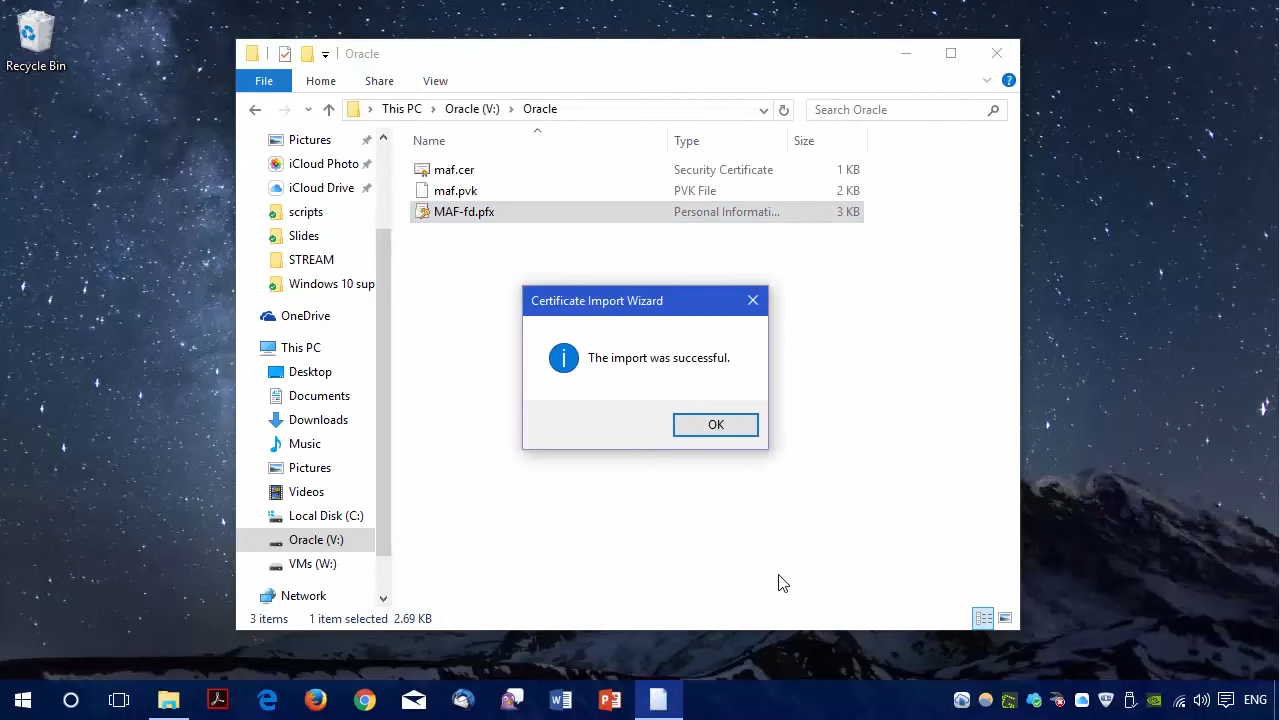 Recycle Bin
Oracle
File Home Share View
This PC Oracle (V:) Oracle
Search Oracle
Name Type Size
maf.cer Security Certificate 1 KB
maf.pvk PVK File 2 KB
MAF-fd.pfx Personal Informati... 3 KB
Pictures
iCloud Photo
iCloud Drive
scripts
Slides
STREAM
Windows 10 sup
OneDrive
This PC
Desktop
Documents
Downloads
Music
Pictures
Videos
Local Disk (C:)
Oracle (V:)
VMs (W:)
Network
Certificate Import Wizard
The import was successful.
OK
3 items 1 item selected 2.69 KB
ENG